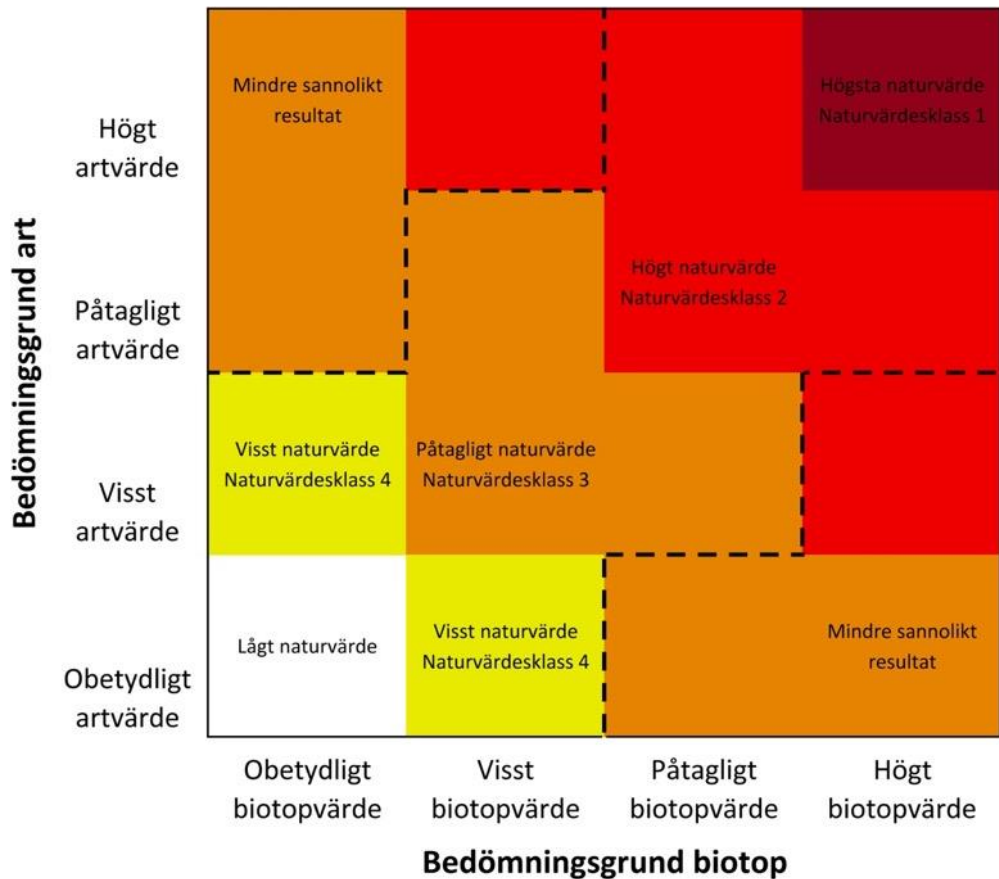 Bedömningsgrund art
Högt
artvärde
Mindre sannolikt
resultat
Högsta naturvärde
Naturvärdesklass 1
Påtagligt
artvärde
Högt naturvärde
Naturvärdesklass 2
Visst
artvärde
Visst naturvärde
Naturvärdesklass 4
Påtagligt naturvärde
Naturvärdesklass 3
Obetydligt
artvärde
Lågt naturvärde
Visst naturvärde
Naturvärdesklass 4
Mindre sannolikt
resultat
Obetydligt
biotopvärde
Visst
biotopvärde
Påtagligt
biotopvärde
Högt
biotopvärde
Bedömningsgrund biotop